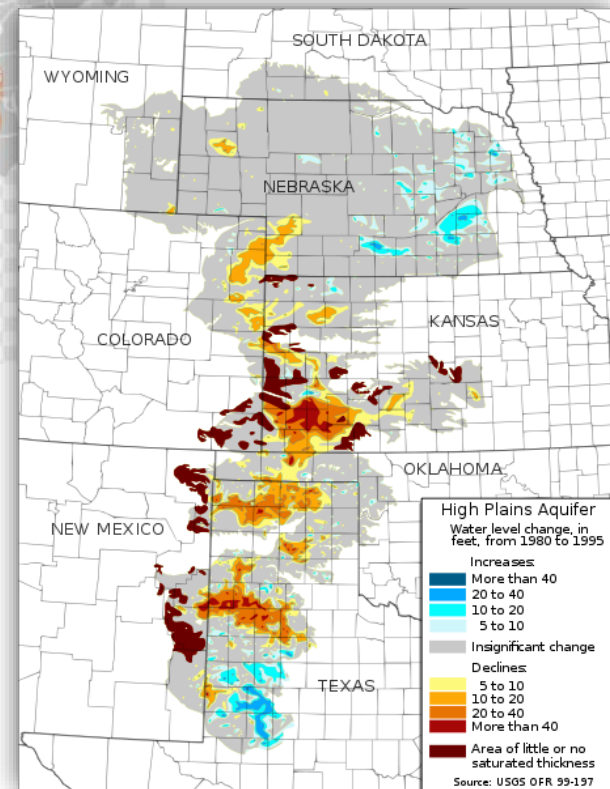 SOUTH DAKOTA
WYOMING
NEBRASKA
COLORADO
KANSAS
OKLAHOMA
NEW MEXICO
TEXAS
High Plains Aquifer
Water level change, in
feet, from 1980 to 1995
Increases:
More than 40
20 to 40
10 to 20
5 to 10
Insignificant change
Declines:
5 to 10
10 to 20
20 to 40
More than 40
Area of little or no
saturated thickness
Source: USGS OFR 99-197